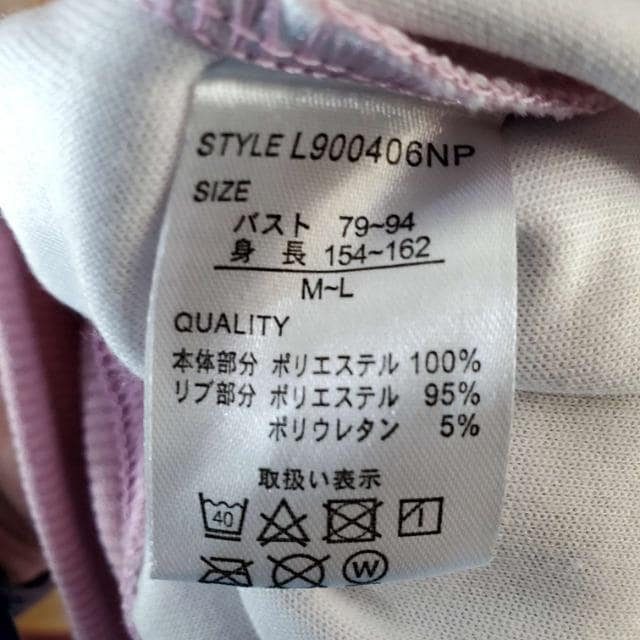 STYLE L900406NP
SIZE
バスト 79~94
身 長 154~162
M~L
QUALITY
本体部分 ポリエステル 100%
リブ部分 ポリエステル 95%
ポリウレタン 5%
取扱い表示
40
W